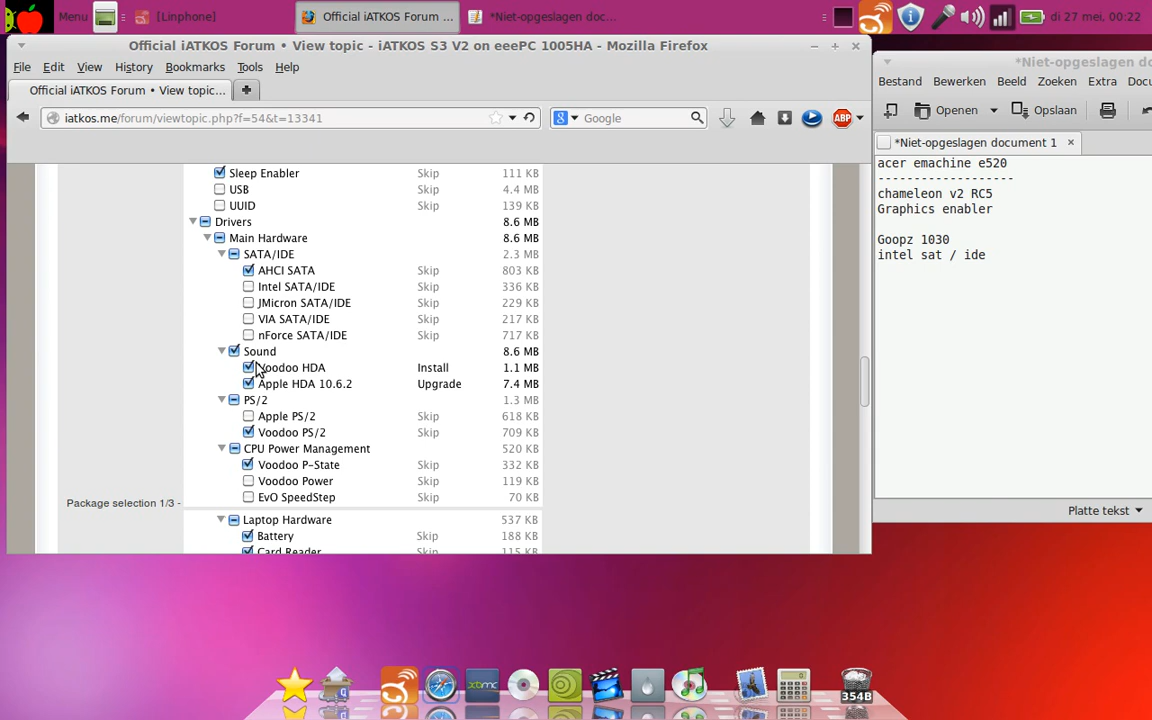 Menu [Linphone] Official iATKOS Forum ... *Niet-opgeslagen doc... di 27 mei, 00:22
Official iATKOS Forum • View topic - iATKOS S3 V2 on eeePC 1005HA - Mozilla Firefox
*Niet-opgeslagen do
File Edit View History Bookmarks Tools Help
Bestand Bewerken Beeld Zoeken Extra Docu
Official iATKOS Forum • View topic...
iatkos.me/forum/viewtopic.php?f=54&t=13341
Google
ABP
Openen Opslaan
*Niet-opgeslagen document 1
acer emachine e520
-------------------
chameleon v2 RC5
Graphics enabler
Goopz 1030
intel sat / ide
Sleep Enabler Skip 111 KB
USB Skip 4.4 MB
UUID Skip 139 KB
Drivers 8.6 MB
Main Hardware 8.6 MB
SATA/IDE 2.3 MB
AHCI SATA Skip 803 KB
Intel SATA/IDE Skip 336 KB
JMicron SATA/IDE Skip 229 KB
VIA SATA/IDE Skip 217 KB
nForce SATA/IDE Skip 717 KB
Sound 8.6 MB
Voodoo HDA Install 1.1 MB
Apple HDA 10.6.2 Upgrade 7.4 MB
PS/2 1.3 MB
Apple PS/2 Skip 618 KB
Voodoo PS/2 Skip 709 KB
CPU Power Management 520 KB
Voodoo P-State Skip 332 KB
Voodoo Power Skip 119 KB
EvO SpeedStep Skip 70 KB
Package selection 1/3 -
Laptop Hardware 537 KB
Battery Skip 188 KB
Card Reader Skip 115 KB
Platte tekst
xbmc
354B